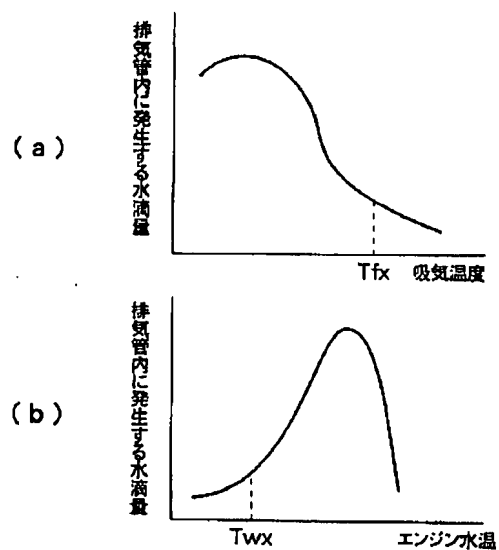 排気管内に発生する水滴量
(a)
Tfx 吸気温度
排気管内に発生する水滴量
(b)
Twx エンジン水温